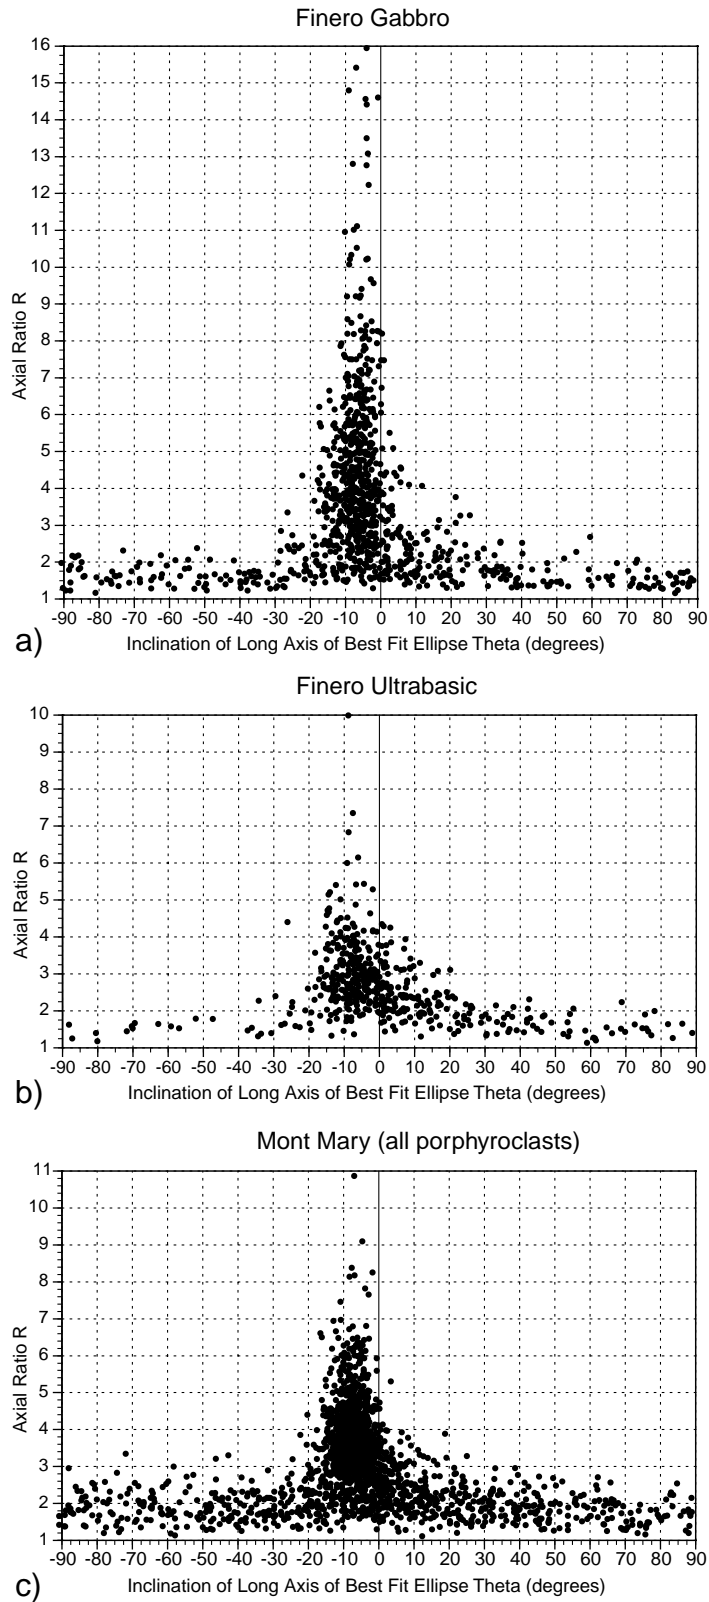 Finero Gabbro
16
15
14
13
12
11
10
9
8
7
6
5
4
3
2
1
Axial Ratio R
-90 -80 -70 -60 -50 -40 -30 -20 -10 0 10 20 30 40 50 60 70 80 90
a)
Inclination of Long Axis of Best Fit Ellipse Theta (degrees)
Finero Ultrabasic
10
9
8
7
6
5
4
3
2
1
Axial Ratio R
-90 -80 -70 -60 -50 -40 -30 -20 -10 0 10 20 30 40 50 60 70 80 90
b)
Inclination of Long Axis of Best Fit Ellipse Theta (degrees)
Mont Mary (all porphyroclasts)
11
10
9
8
7
6
5
4
3
2
1
Axial Ratio R
-90 -80 -70 -60 -50 -40 -30 -20 -10 0 10 20 30 40 50 60 70 80 90
c)
Inclination of Long Axis of Best Fit Ellipse Theta (degrees)